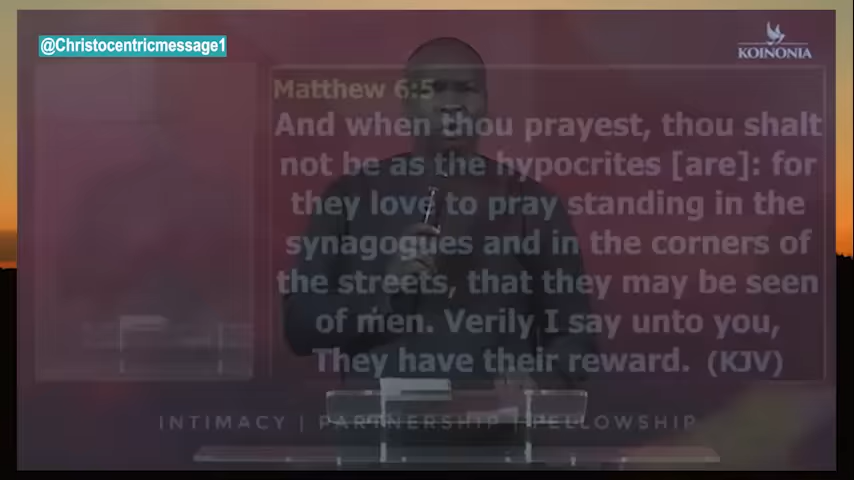 @Christocentricmessage1
KOINONIA
Matthew 6:5
And when thou prayest, thou shalt
not be as the hypocrites [are]: for
they love to pray standing in the
synagogues and in the corners of
the streets, that they may be seen
of men. Verily I say unto you,
They have their reward. (KJV)
INTIMACY | PARTNERSHIP | FELLOWSHIP